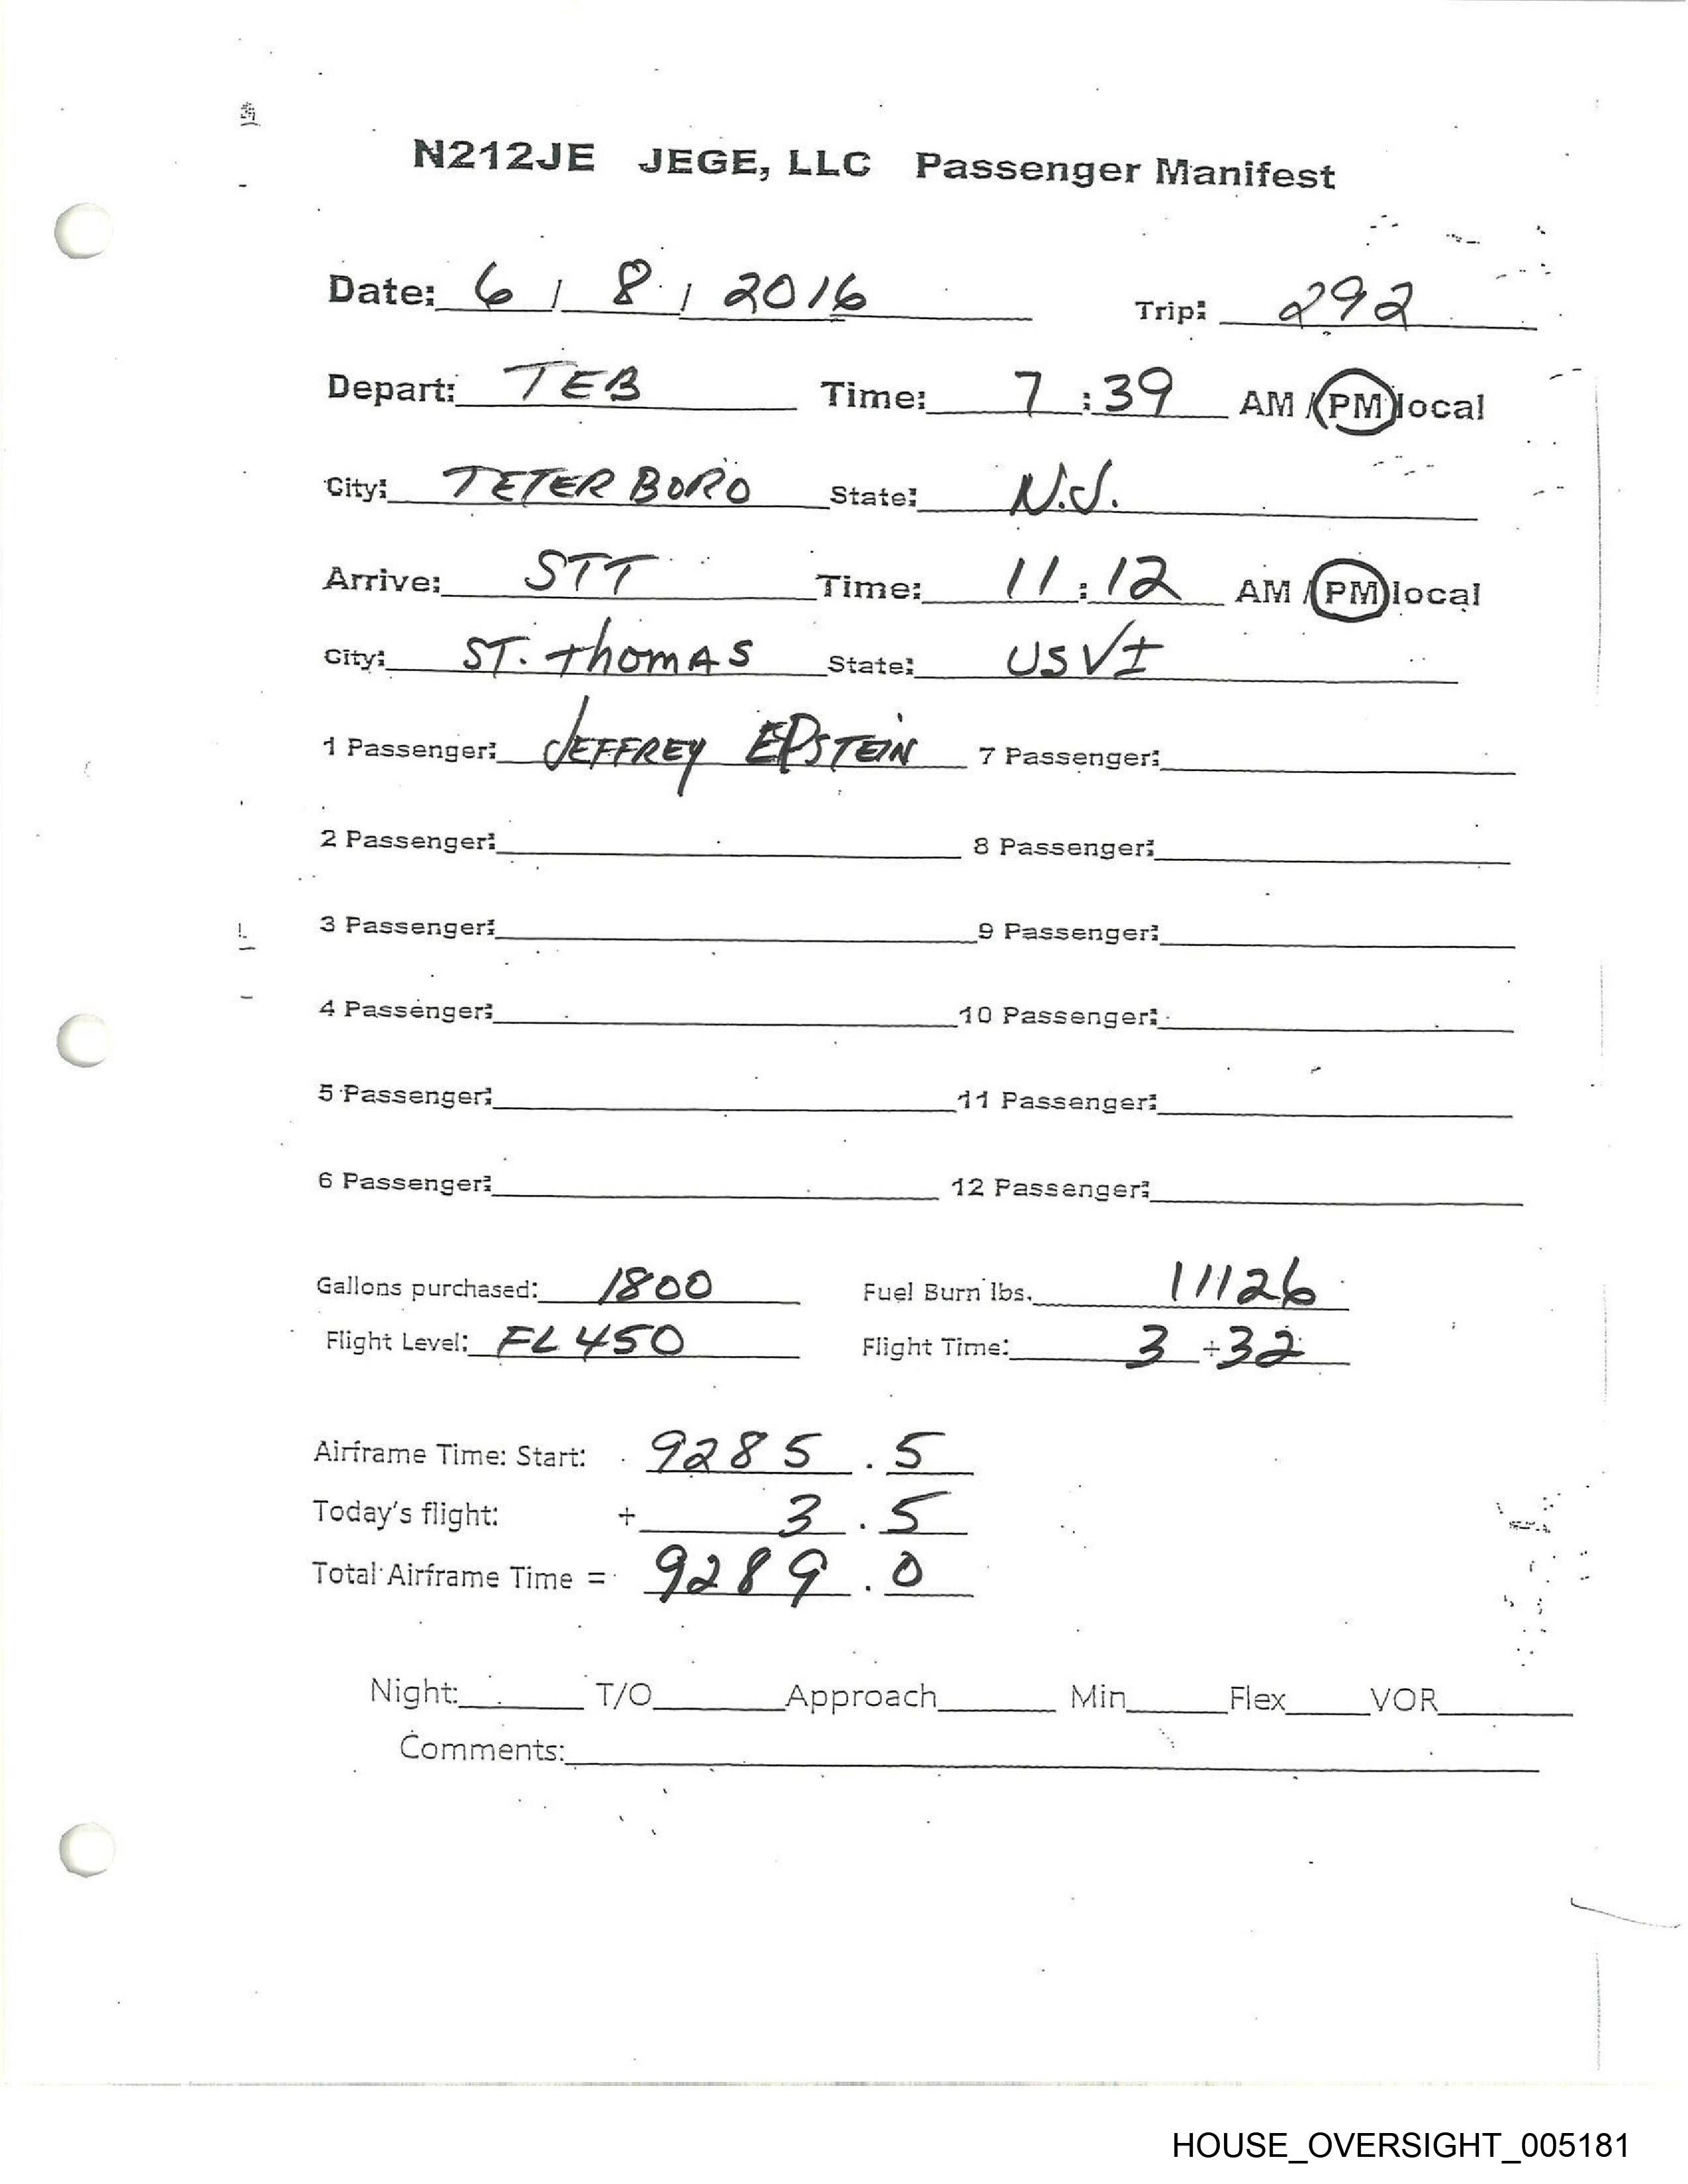 N212JE JEGE, LLC Passenger Manifest
Date: 6 / 8 / 2016 Trip: 292
Depart: TEB Time: 7:39 AM / PM local
City: TETERBORO State: N.J.
Arrive: STT Time: 11:12 AM / PM local
City: ST. thomAS State: USVI
1 Passenger: JEFFREY EPSTEIN 7 Passenger:
2 Passenger: 8 Passenger:
3 Passenger: 9 Passenger:
4 Passenger: 10 Passenger:
5 Passenger: 11 Passenger:
6 Passenger: 12 Passenger:
Gallons purchased: 1800 Fuel Burn lbs. 11126
Flight Level: FL450 Flight Time: 3 + 32
Airframe Time: Start: 9285.5
Today's flight: + 3.5
Total Airframe Time = 9289.0
Night: T/O Approach Min Flex VOR
Comments:
HOUSE_OVERSIGHT_005181